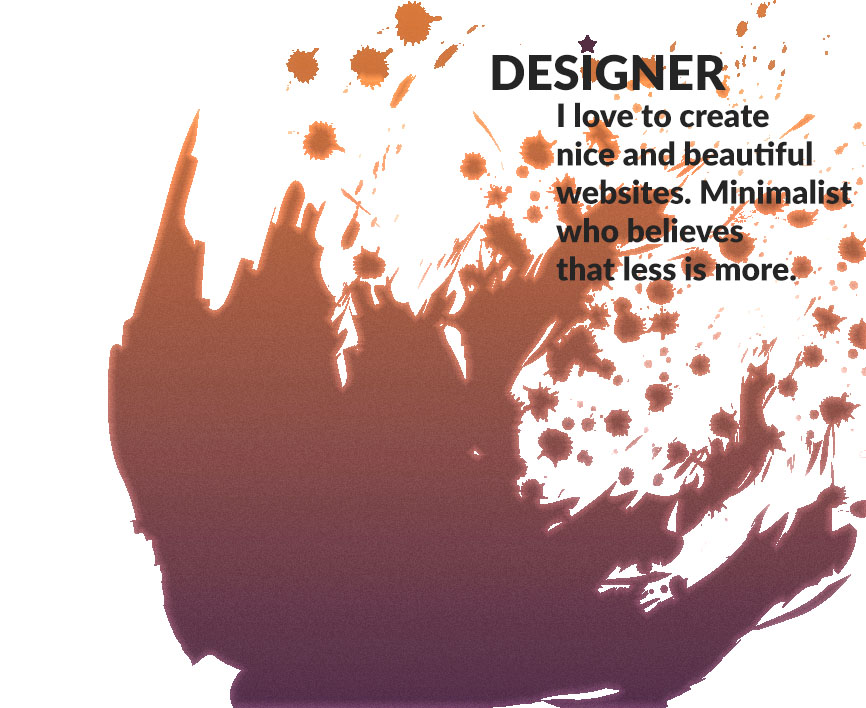 DESIGNER
I love to create
nice and beautiful
websites. Minimalist
who believes
that less is more.